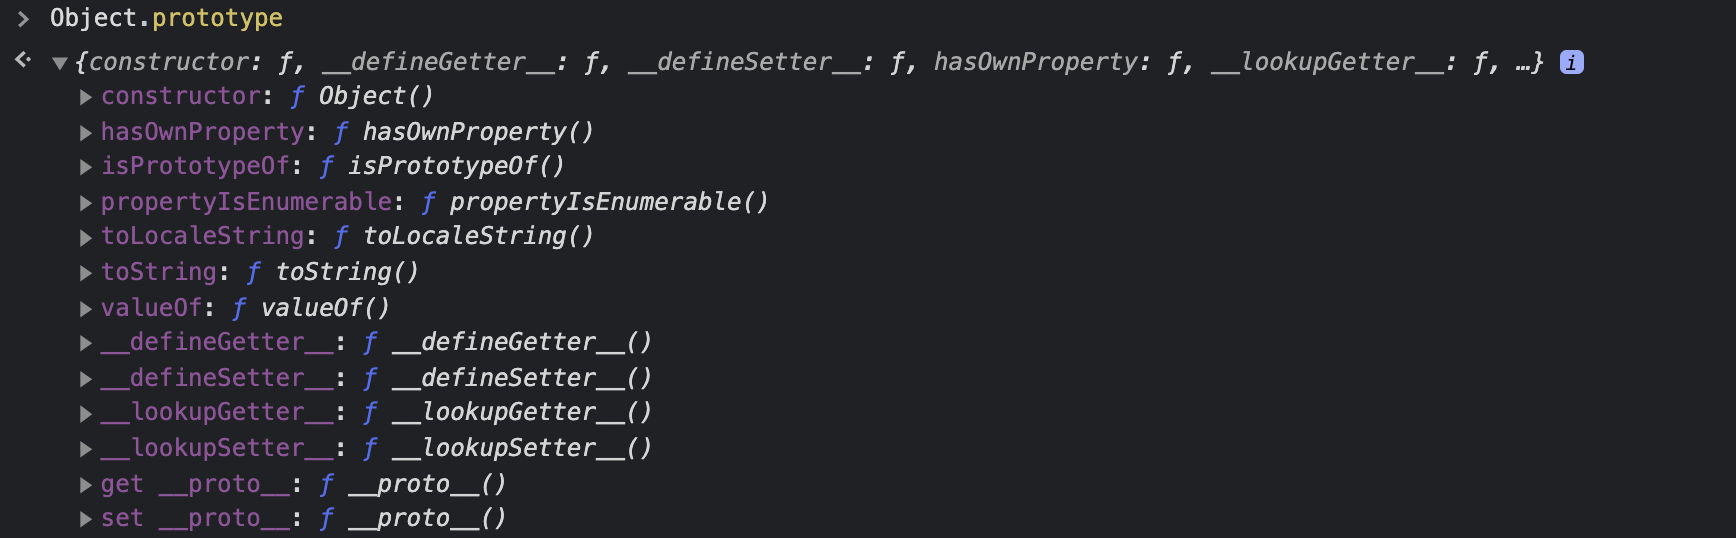 > Object.prototype
{constructor: ƒ, __defineGetter__: ƒ, __defineSetter__: ƒ, hasOwnProperty: ƒ, __lookupGetter__: ƒ, …} i
constructor: ƒ Object()
hasOwnProperty: ƒ hasOwnProperty()
isPrototypeOf: ƒ isPrototypeOf()
propertyIsEnumerable: ƒ propertyIsEnumerable()
toLocaleString: ƒ toLocaleString()
toString: ƒ toString()
valueOf: ƒ valueOf()
__defineGetter__: ƒ __defineGetter__()
__defineSetter__: ƒ __defineSetter__()
__lookupGetter__: ƒ __lookupGetter__()
__lookupSetter__: ƒ __lookupSetter__()
get __proto__: ƒ __proto__()
set __proto__: ƒ __proto__()